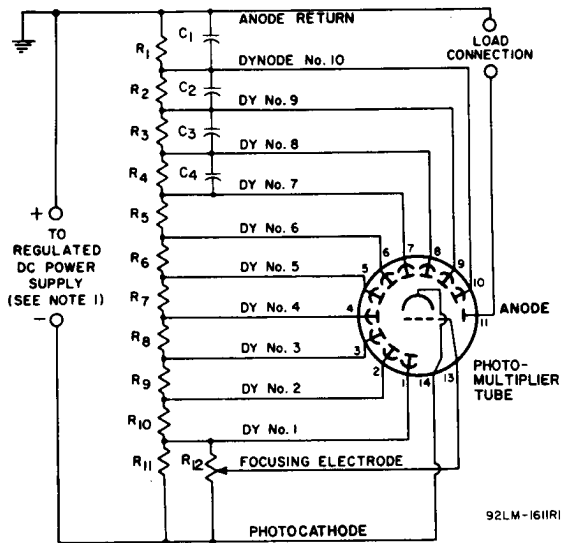 ANODE RETURN
R1
C1
LOAD
CONNECTION
DYNODE No. 10
R2
C2
DY No. 9
R3
C3
DY No. 8
R4
C4
DY No. 7
R5
+
TO
REGULATED
DC POWER
SUPPLY
(SEE NOTE 1)
−
DY No. 6
R6
DY No. 5
R7
DY No. 4
R8
DY No. 3
R9
DY No. 2
R10
DY No. 1
R11
R12
FOCUSING ELECTRODE
PHOTOCATHODE
1
2
3
4
5
6
7
8
9
10
11
13
14
ANODE
PHOTO-
MULTIPLIER
TUBE
92LM-1611R1